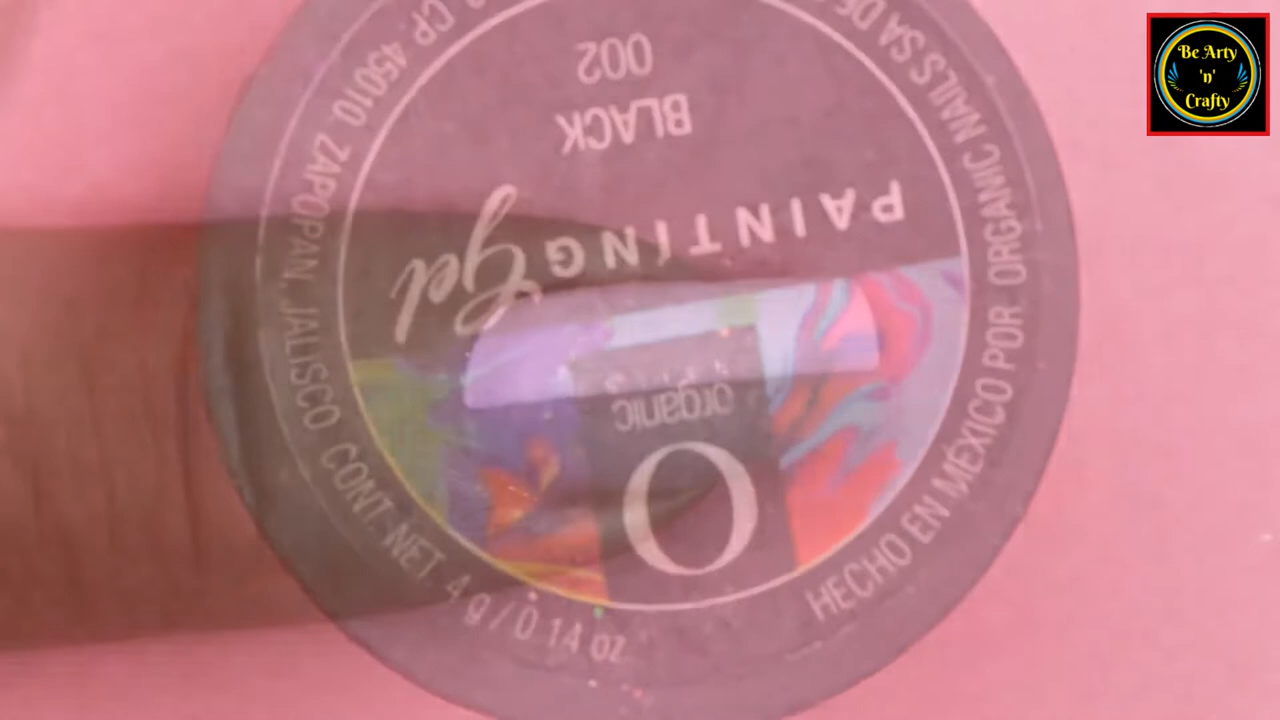 Be Arty
'n'
Crafty
organic
PAINTING Gel
BLACK
002
HECHO EN MÉXICO POR ORGANIC NAILS SA DE
CP. 45010. ZAPOPAN, JALISCO CONT. NET. 4 g / 0.14 oz